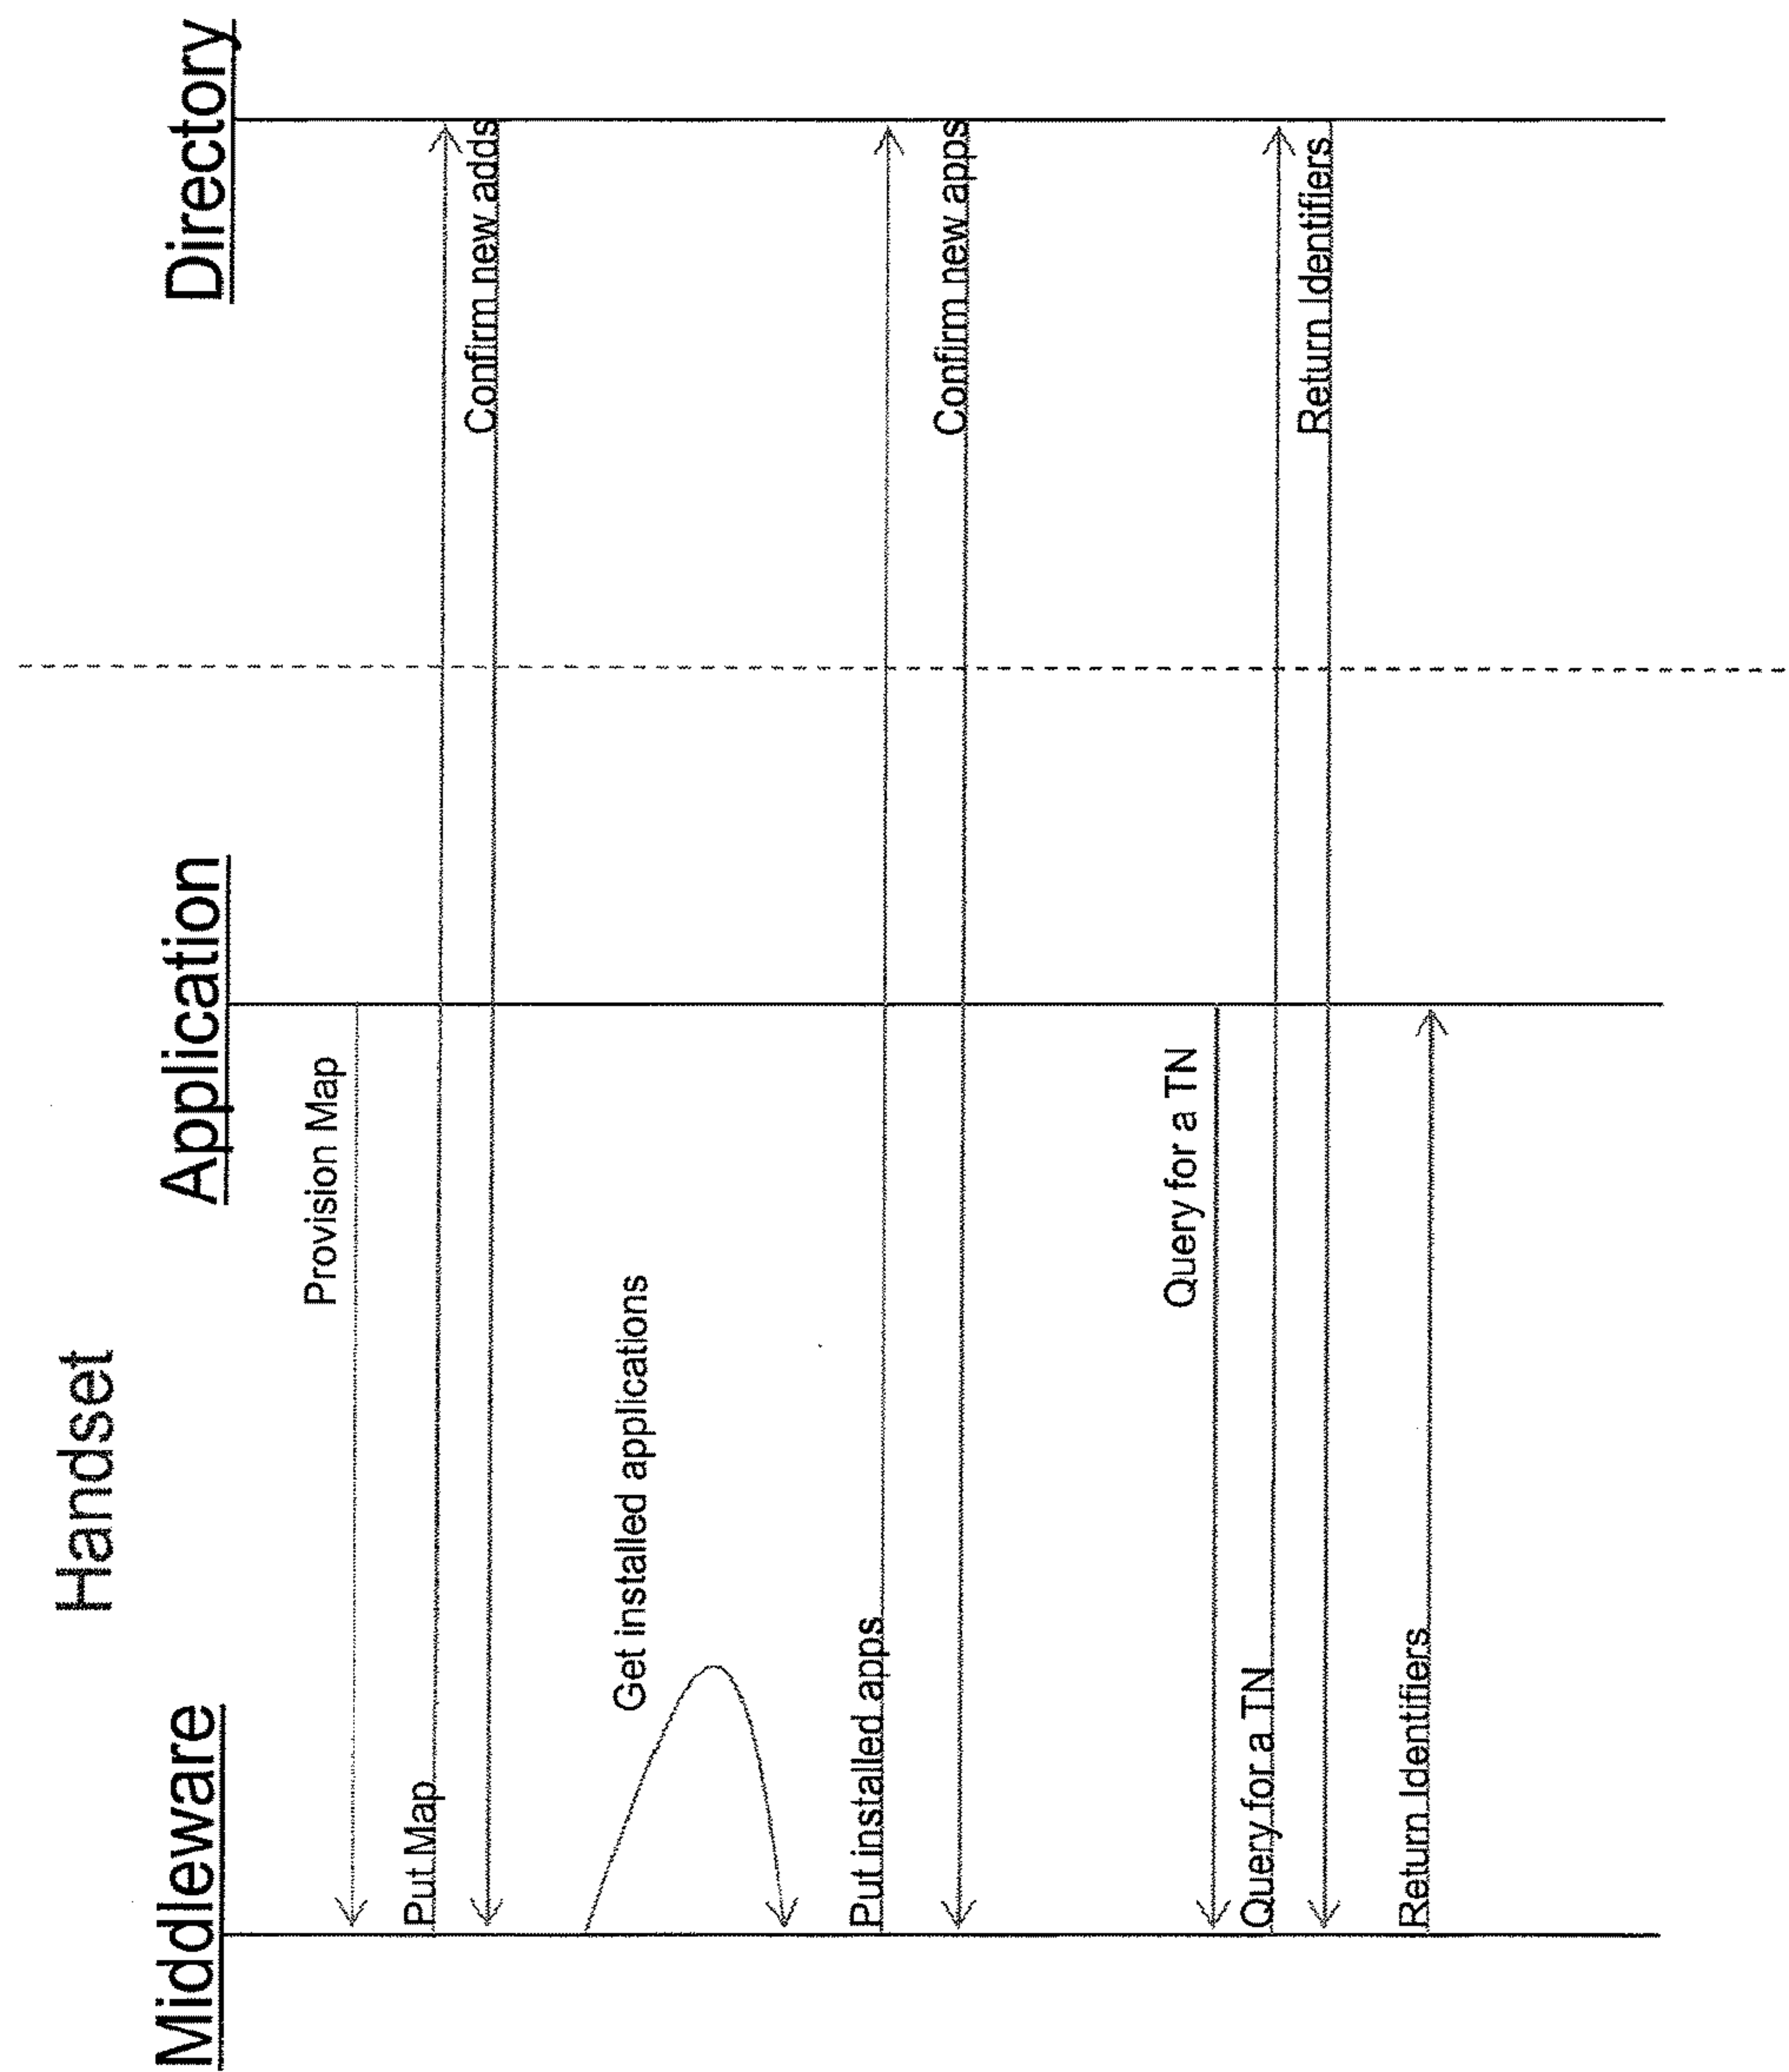 Handset
Middleware
Application
Directory
Provision Map
Put Map
Confirm new adds
Get installed applications
Put installed apps
Confirm new apps
Query for a TN
Query for a TN
Return Identifiers
Return Identifiers